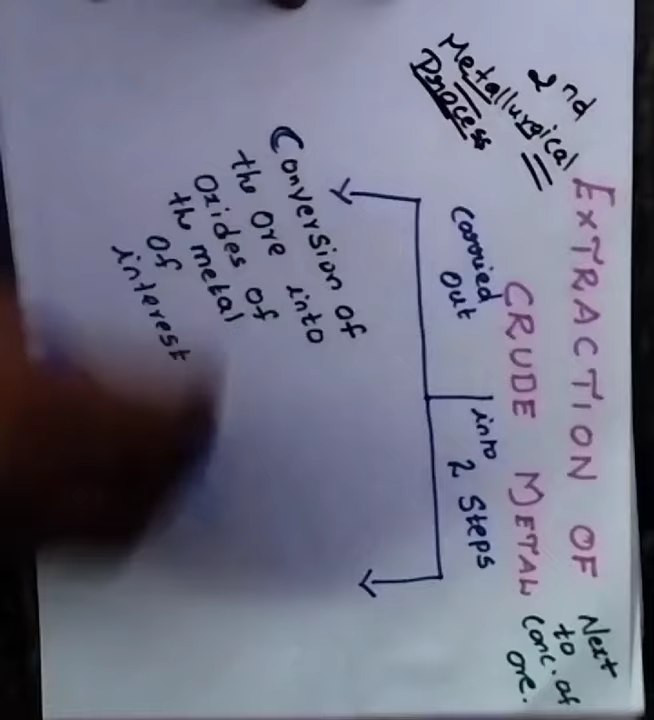 2nd
Metallurgical
Process
EXTRACTION OF
CRUDE METAL
Next
to
Conc. of
ore.
carried
out
into
2 Steps
Conversion of
the ore into
Oxides of
the metal
of
interest